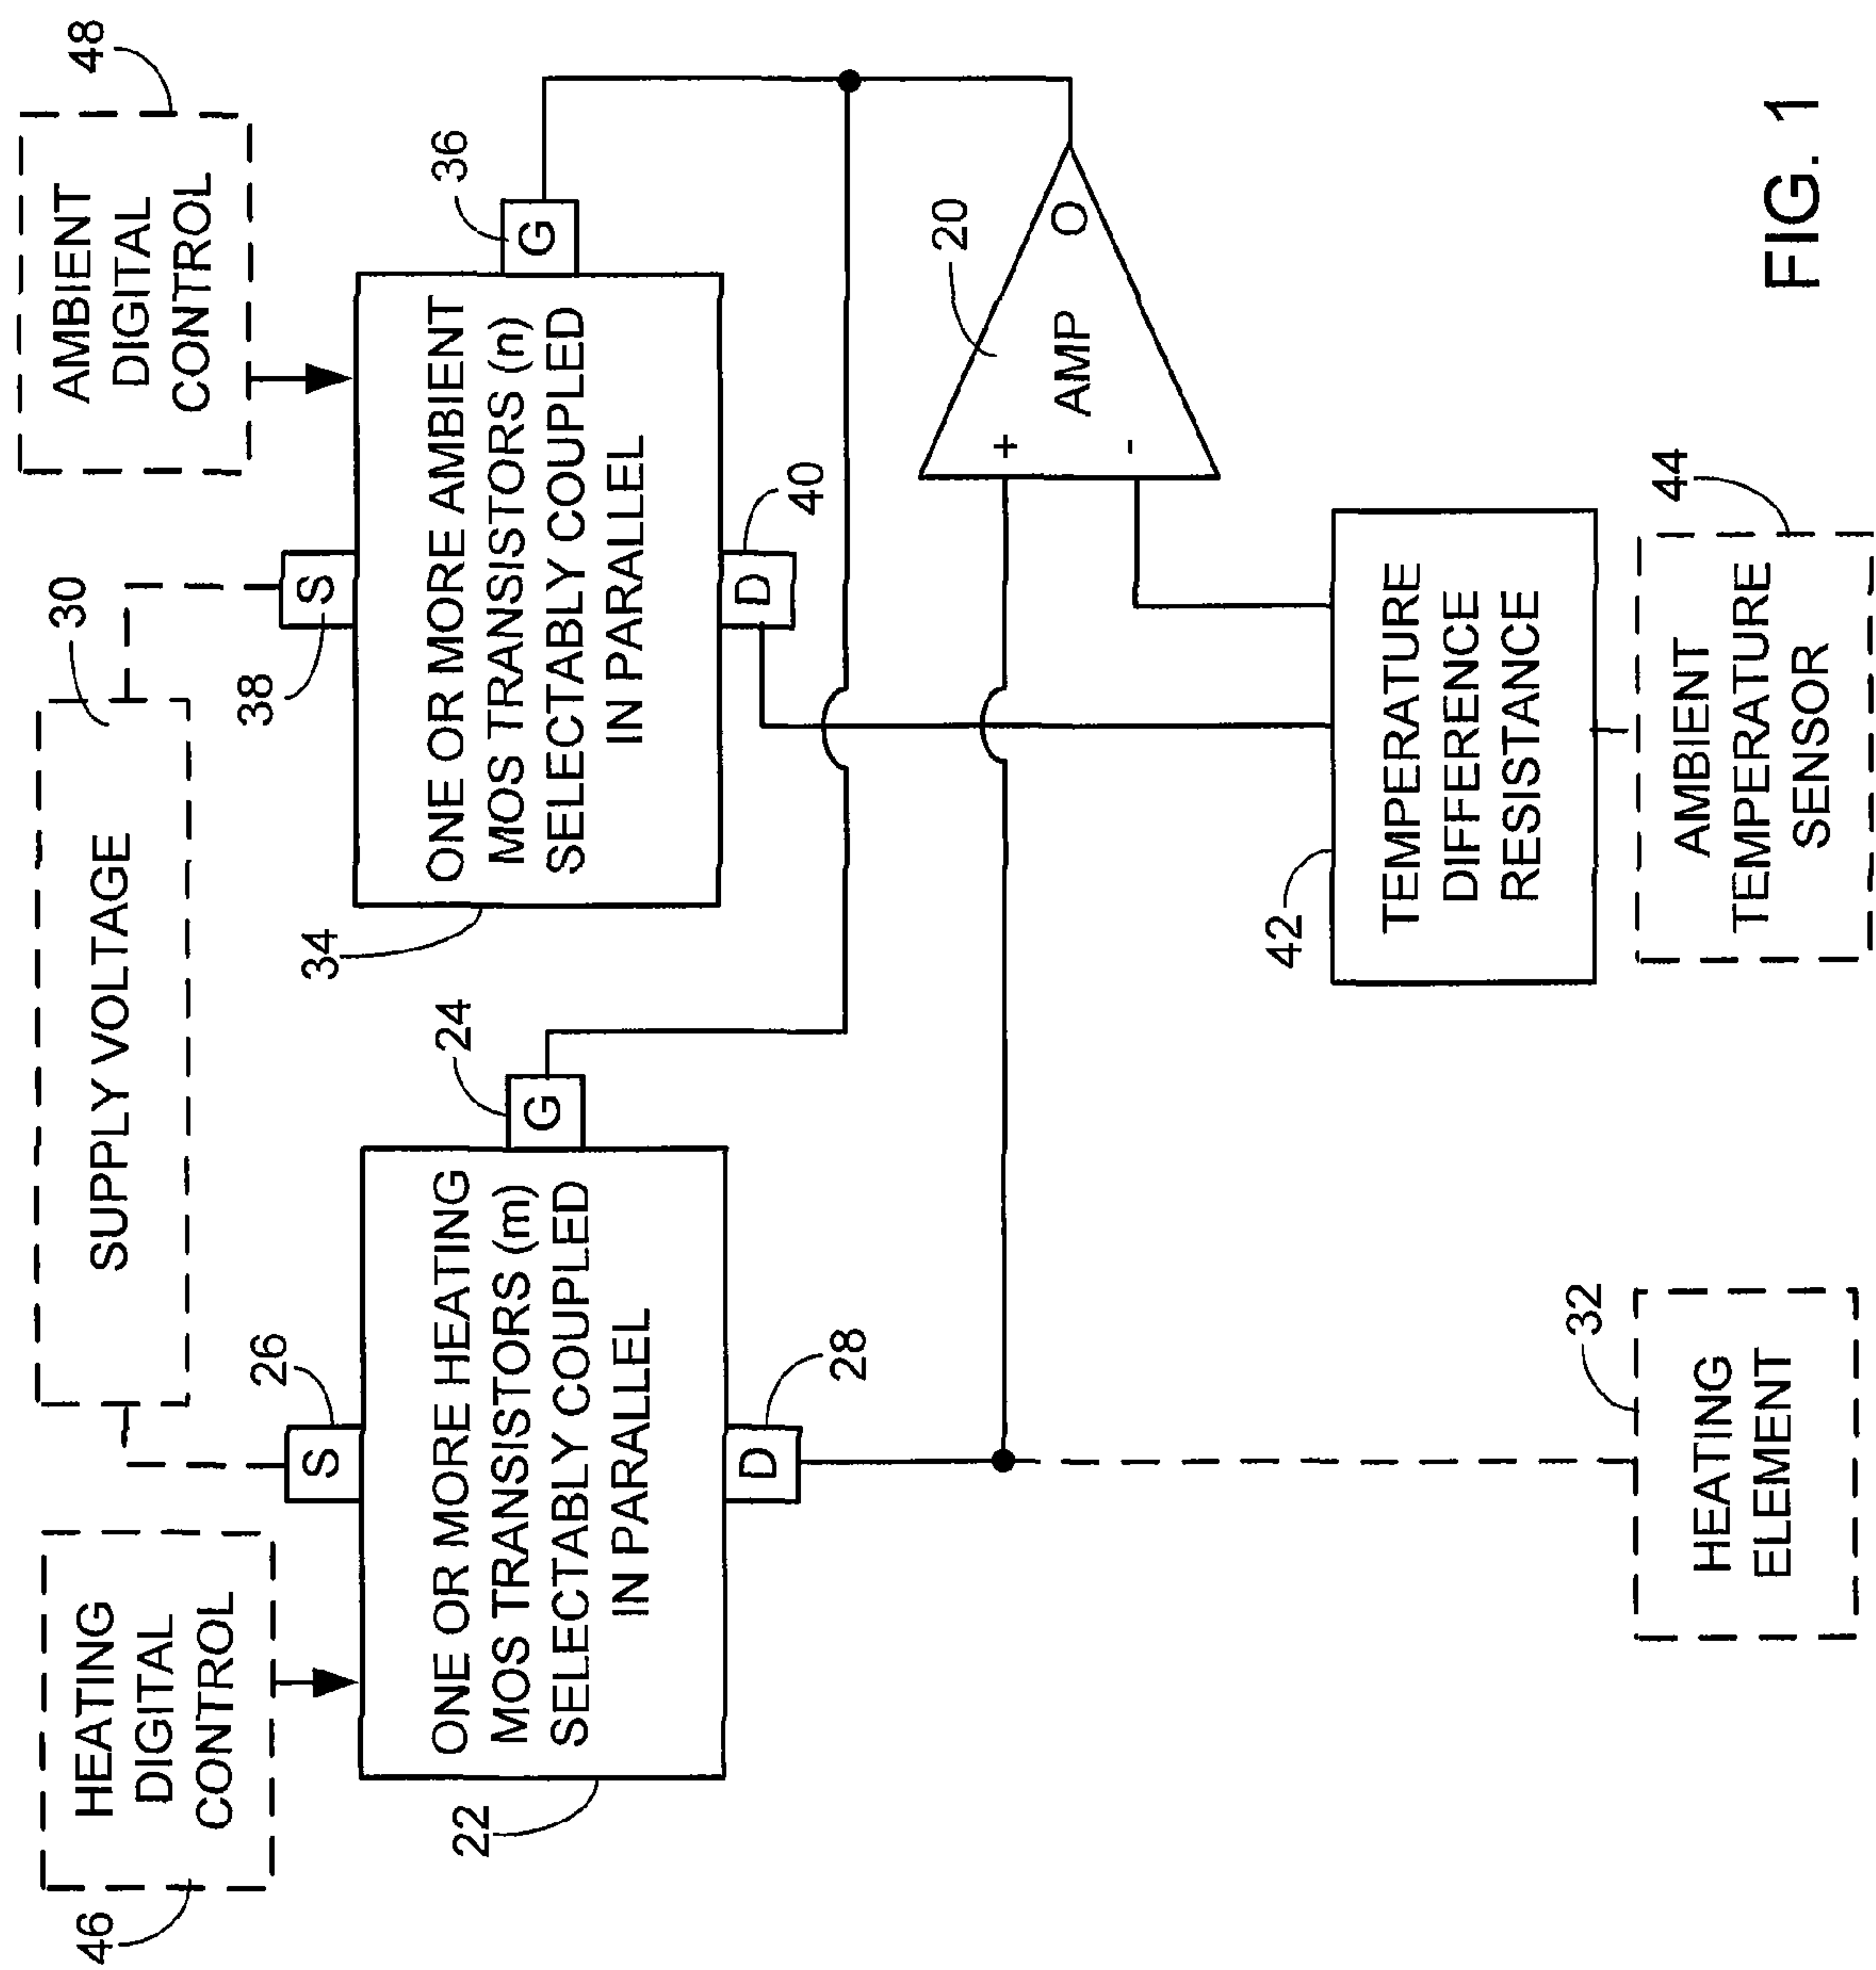 46
HEATING
DIGITAL
CONTROL
SUPPLY VOLTAGE
30
AMBIENT
DIGITAL
CONTROL
48
26
S
38
S
22
ONE OR MORE HEATING
MOS TRANSISTORS (m)
SELECTABLY COUPLED
IN PARALLEL
24
G
34
ONE OR MORE AMBIENT
MOS TRANSISTORS (n)
SELECTABLY COUPLED
IN PARALLEL
36
G
D
28
D
40
20
+
-
AMP
O
42
TEMPERATURE
DIFFERENCE
RESISTANCE
32
HEATING
ELEMENT
44
AMBIENT
TEMPERATURE
SENSOR
FIG. 1